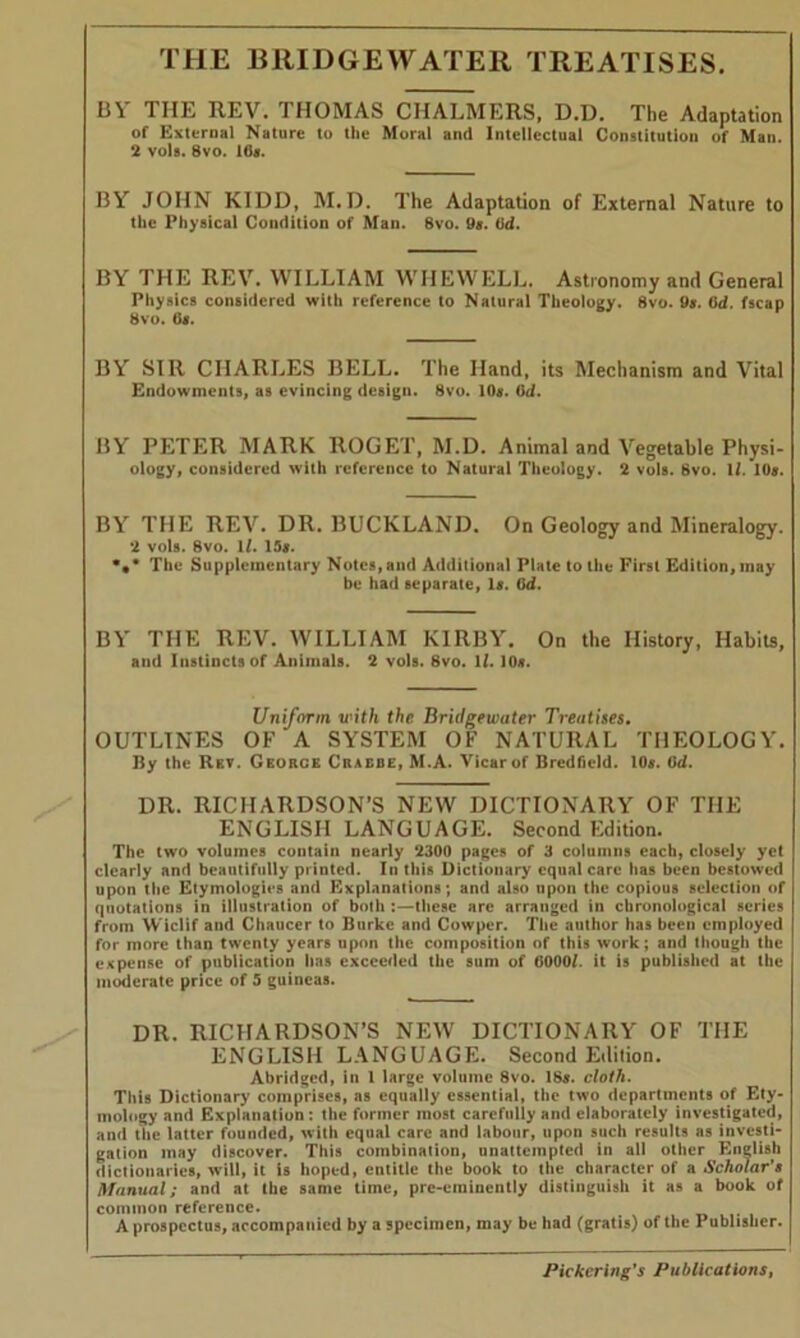 THE BRIDGEWATER TREATISES.
BY THE REV. THOMAS CHALMERS, D.D. The Adaptation
of External Nature to the Moral and Intellectual Constitution of Man.
2 vols. 8vo. 16s.
BY JOHN KIDD, M.D. The Adaptation of External Nature to
the Physical Condition of Man. 8vo. 9s. 6d.
BY THE REV. WILLIAM WHEWELL. Astronomy and General
Physics considered with reference to Natural Theology. 8vo. 9s. 6d. fscap
8vo. 6s.
BY SIR CHARLES BELL. The Hand, its Mechanism and Vital
Endowments, as evincing design. 8vo. 10s. 6d.
BY PETER MARK ROGET, M.D. Animal and Vegetable Physi-
ology, considered with reference to Natural Theology. 2 vols. 8vo. 1l. 10s.
BY THE REV. DR. BUCKLAND. On Geology and Mineralogy.
2 vols. 8vo. 1l. 15s.
*** The Supplementary Notes, and Additional Plate to the First Edition, may
be had separate, 1s. 6d.
BY THE REV. WILLIAM KIRBY. On the History, Habits,
and Instincts of Animals. 2 vols. 8vo. 1l. 10s.
Uniform with the Bridgewater Treatises.
OUTLINES OF A SYSTEM OF NATURAL THEOLOGY.
By the REV. GEORGE CRABBE, M.A. Vicar of Bredfield. 10s. 6d.
DR. RICHARDSON'S NEW DICTIONARY OF THE
ENGLISH LANGUAGE. Second Edition.
The two volumes contain nearly 2300 pages of 3 columns each, closely yet
clearly and beautifully printed. In this Dictionary equal care has been bestowed
upon the Etymologies and Explanations; and also upon the copious selection of
quotations in illustration of both:—these are arranged in chronological series
from Wiclif and Chaucer to Burke and Cowper. The author has been employed
for more than twenty years upon the composition of this work; and though the
expense of publication has exceeded the sum of 6000l. it is published at the
moderate price of 5 guineas.
DR. RICHARDSON'S NEW DICTIONARY OF THE
ENGLISH LANGUAGE. Second Edition.
Abridged, in 1 large volume 8vo. 18s. cloth.
This Dictionary comprises, as equally essential, the two departments of Ety-
mology and Explanation: the former most carefully and elaborately investigated,
and the latter founded, with equal care and labour, upon such results as investi-
gation may discover. This combination, unattempted in all other English
dictionaries, will, it is hoped, entitle the book to the character of a Scholar's
Manual; and at the same time, pre-eminently distinguish it as a book of
common reference.
A prospectus, accompanied by a specimen, may be had (gratis) of the Publisher.
Pickering's Publications,